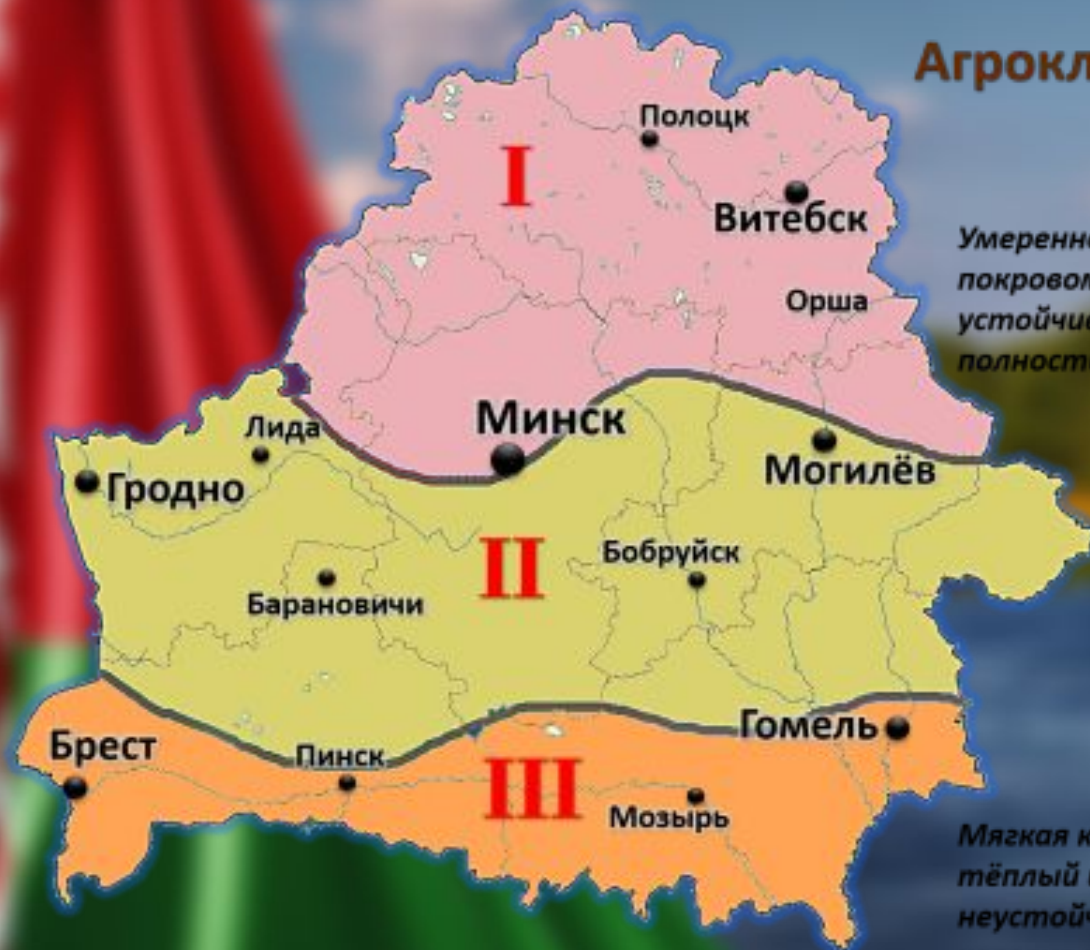 Агрокл
Полоцк
I
Витебск
Умеренн
покровом
устойчи
полност
Орша
Минск
Лида
Могилёв
Гродно
II
Бобруйск
Барановичи
Гомель
Брест
Пинск
III
Мозырь
Мягкая к
тёплый
неустойч